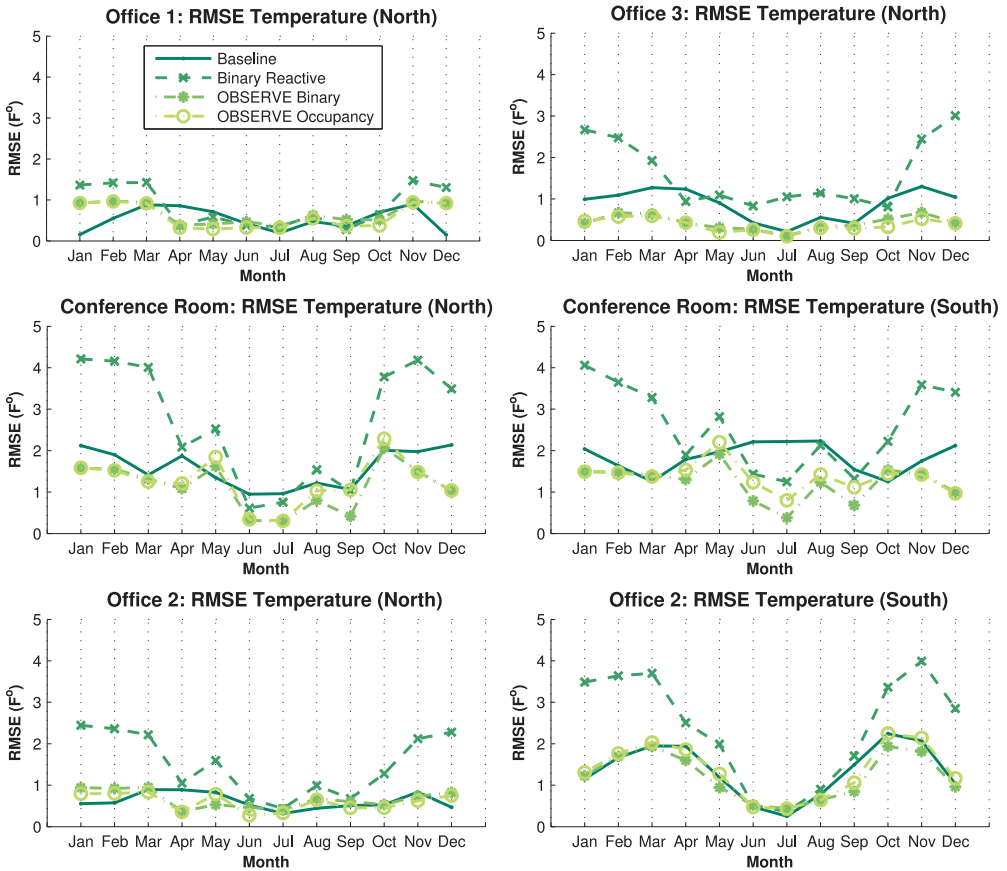 Office 1: RMSE Temperature (North)
RMSE (F°)
5
4
3
2
1
0
Baseline
Binary Reactive
OBSERVE Binary
OBSERVE Occupancy
Jan Feb Mar Apr May Jun Jul Aug Sep Oct Nov Dec
Month
Office 3: RMSE Temperature (North)
RMSE (F°)
5
4
3
2
1
0
Jan Feb Mar Apr May Jun Jul Aug Sep Oct Nov Dec
Month
Conference Room: RMSE Temperature (North)
RMSE (F°)
5
4
3
2
1
0
Jan Feb Mar Apr May Jun Jul Aug Sep Oct Nov Dec
Month
Conference Room: RMSE Temperature (South)
RMSE (F°)
5
4
3
2
1
0
Jan Feb Mar Apr May Jun Jul Aug Sep Oct Nov Dec
Month
Office 2: RMSE Temperature (North)
RMSE (F°)
5
4
3
2
1
0
Jan Feb Mar Apr May Jun Jul Aug Sep Oct Nov Dec
Month
Office 2: RMSE Temperature (South)
RMSE (F°)
5
4
3
2
1
0
Jan Feb Mar Apr May Jun Jul Aug Sep Oct Nov Dec
Month